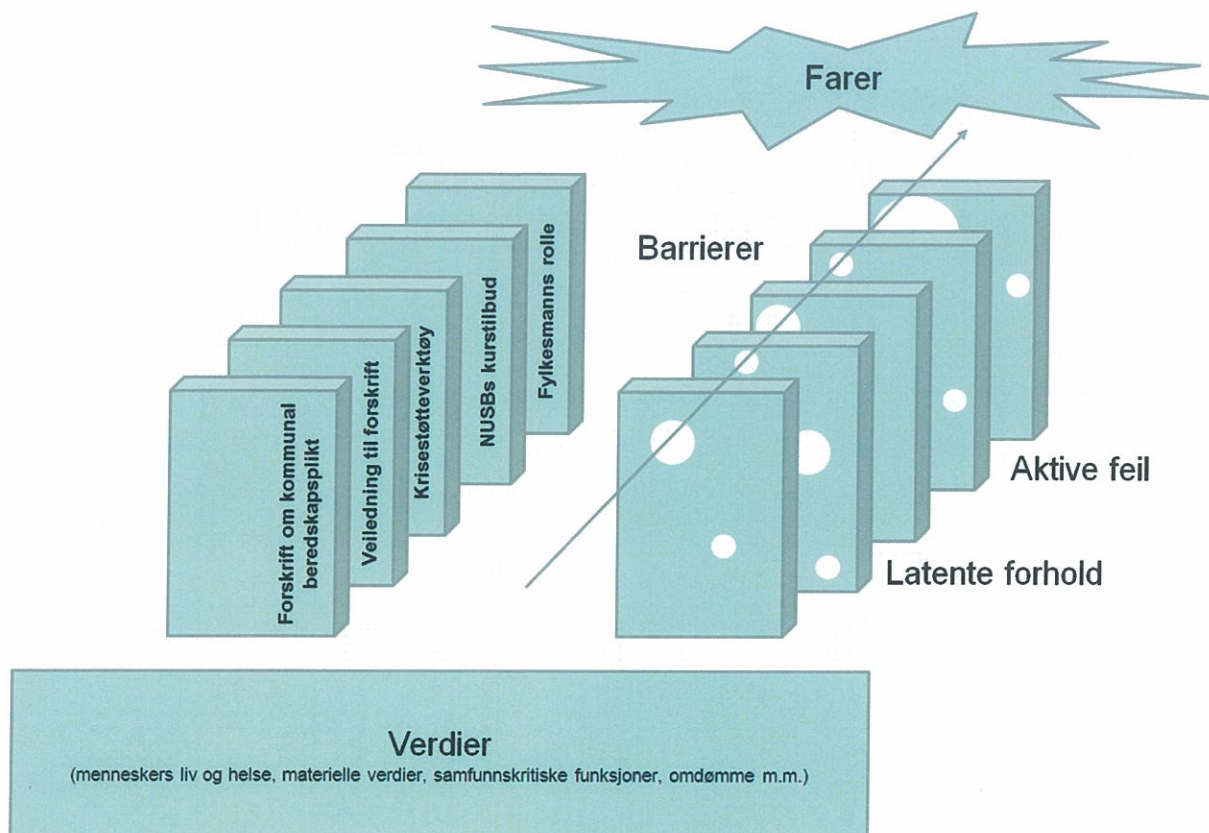 Farer
Barrierer
Forskrift om kommunal
beredskapsplikt
Veiledning til forskrift
Krisestøtteverktøy
NUSBs kurstilbud
Fylkesmanns rolle
Aktive feil
Latente forhold
Verdier
(menneskers liv og helse, materielle verdier, samfunnskritiske funksjoner, omdømme m.m.)